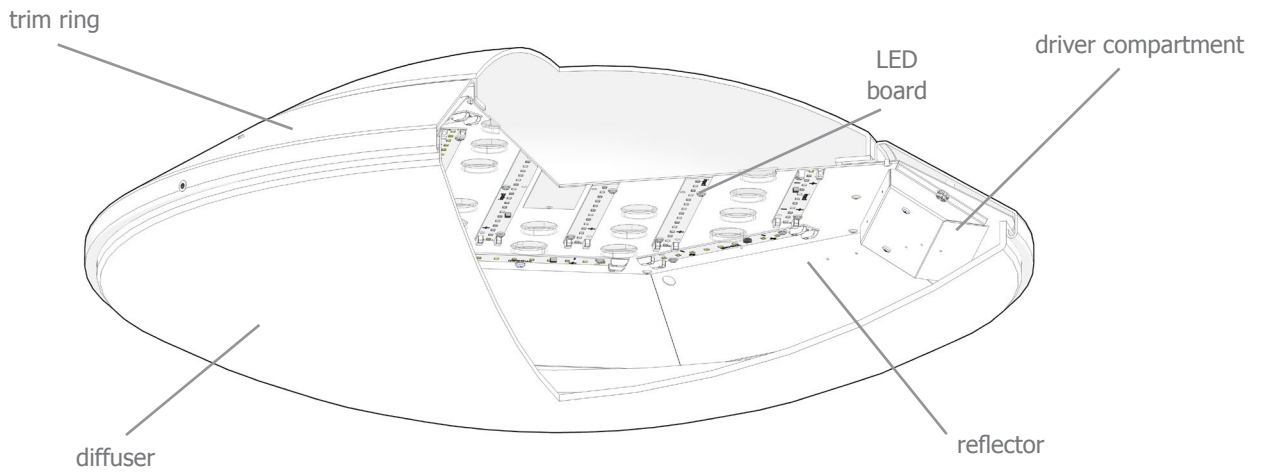 trim ring
driver compartment
LED
board
diffuser
reflector